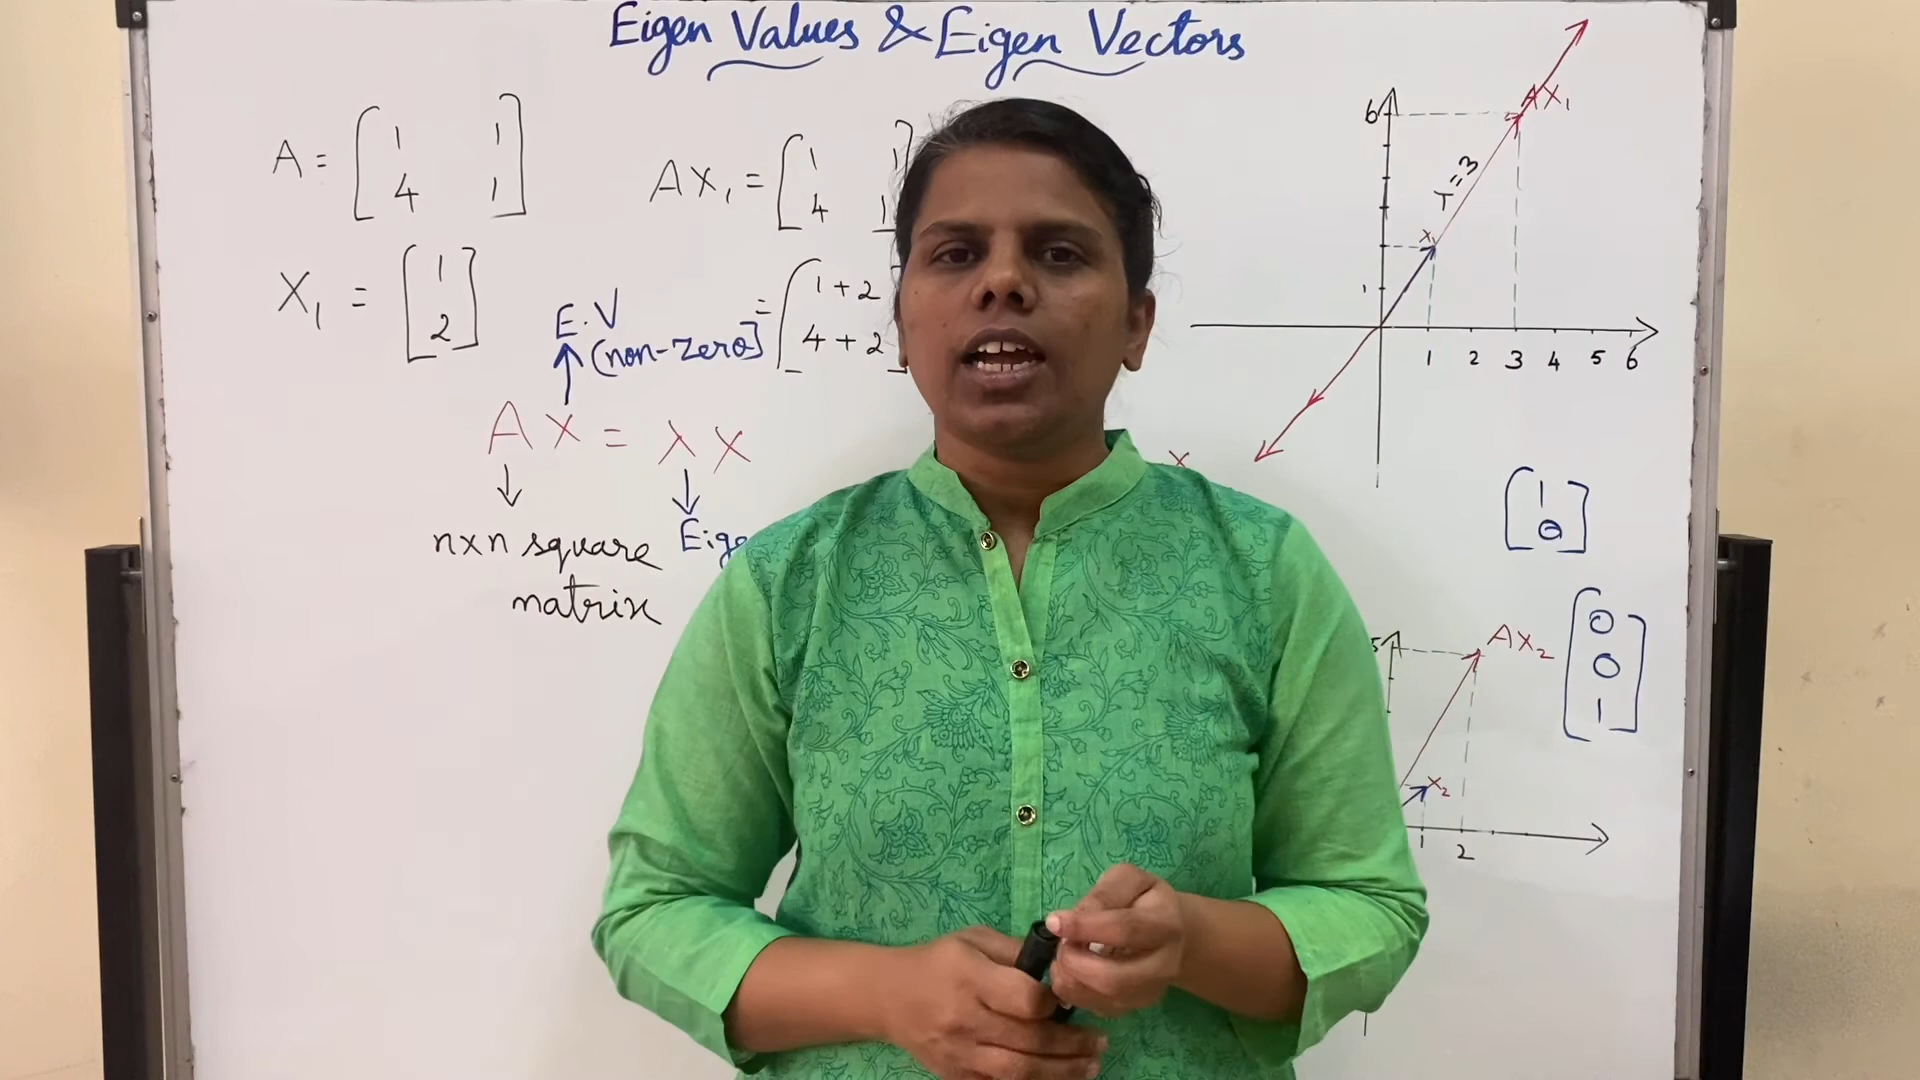 Eigen Values & Eigen Vectors
A = [1 1
4 1]
X₁ = [1
2]
AX₁ = [1 1
4 1]
= [1+2
4+2
E.V
(non-zero]
AX = λX
nxn square
matrix
6
AX₁
λ=3
X₁
1
1 2 3 4 5 6
X
[1
0]
[0
0
1]
5
AX₂
X₂
1 2